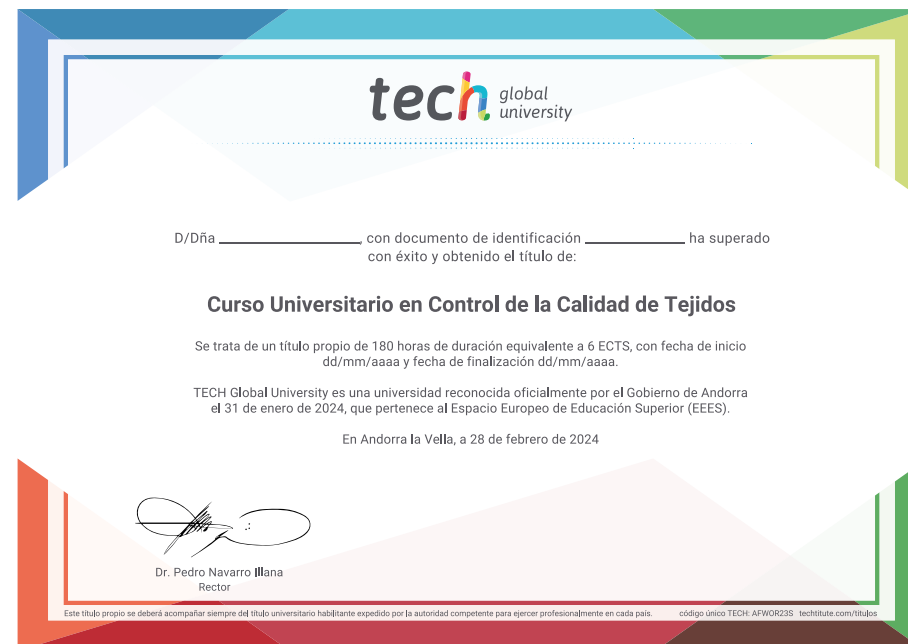 tech global
university
D/Dña ____________________, con documento de identificación ______________ ha superado
con éxito y obtenido el título de:
Curso Universitario en Control de la Calidad de Tejidos
Se trata de un título propio de 180 horas de duración equivalente a 6 ECTS, con fecha de inicio
dd/mm/aaaa y fecha de finalización dd/mm/aaaa.
TECH Global University es una universidad reconocida oficialmente por el Gobierno de Andorra
el 31 de enero de 2024, que pertenece al Espacio Europeo de Educación Superior (EEES).
En Andorra la Vella, a 28 de febrero de 2024
Dr. Pedro Navarro Illana
Rector
Este título propio se deberá acompañar siempre del título universitario habilitante expedido por la autoridad competente para ejercer profesionalmente en cada país. código único TECH: AFWOR23S techtitute.com/titulos